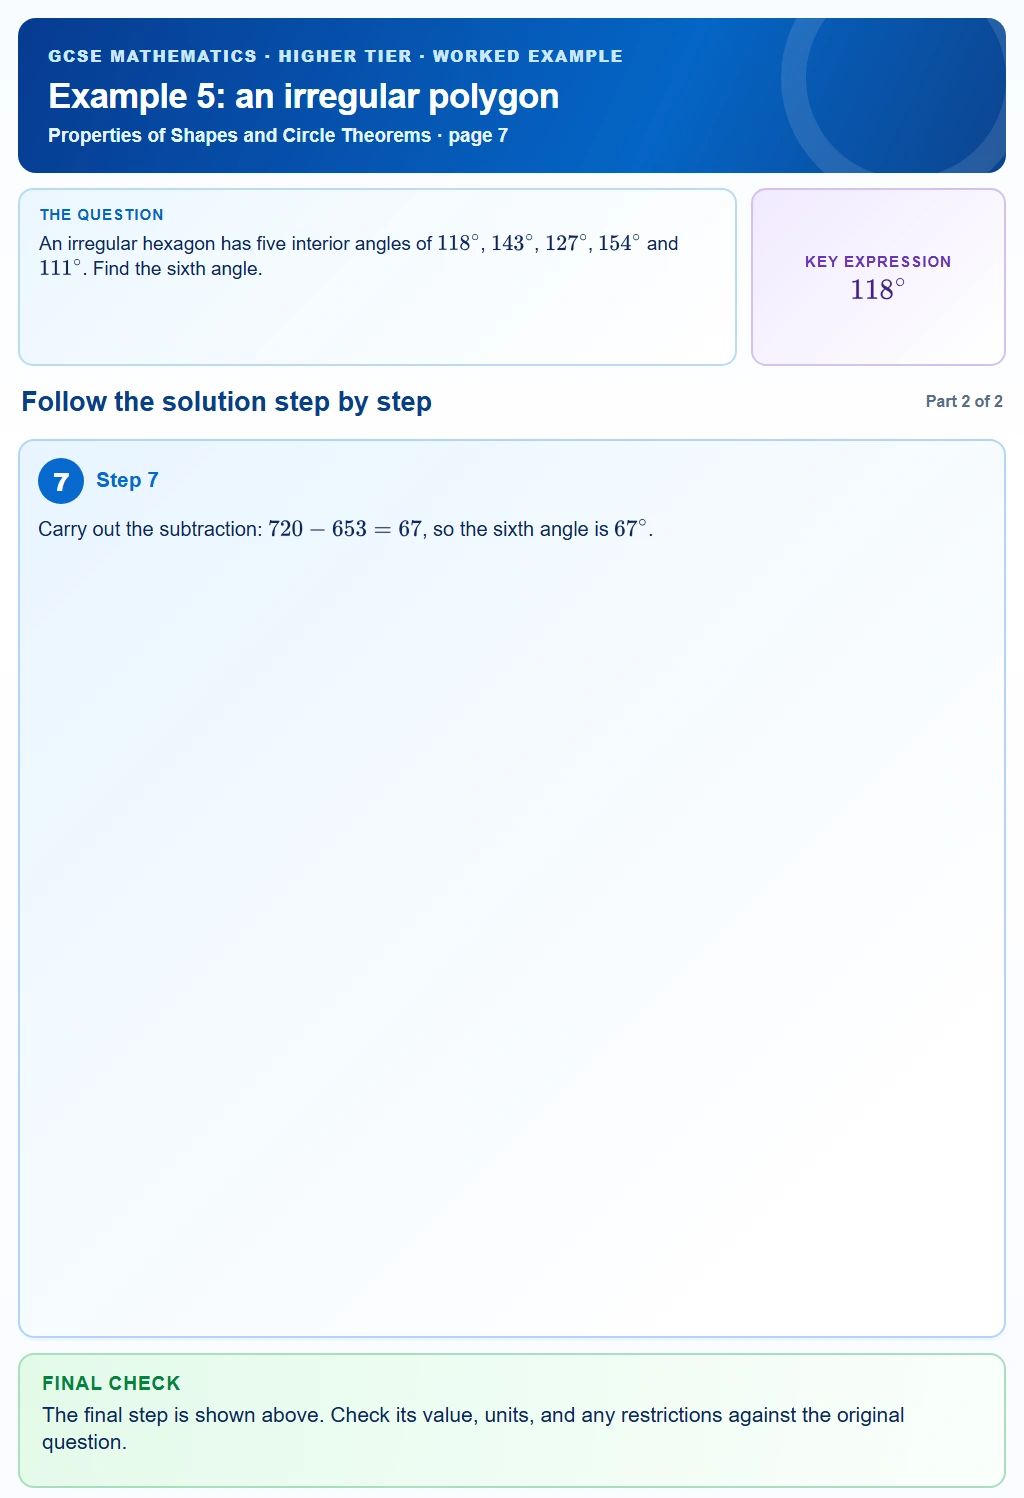 GCSE MATHEMATICS · HIGHER TIER · WORKED EXAMPLE
Example 5: an irregular polygon
Properties of Shapes and Circle Theorems · page 7
THE QUESTION
An irregular hexagon has five interior angles of 118°, 143°, 127°, 154° and
111°. Find the sixth angle.
KEY EXPRESSION
118°
Follow the solution step by step
Part 2 of 2
7 Step 7
Carry out the subtraction: 720 − 653 = 67, so the sixth angle is 67°.
FINAL CHECK
The final step is shown above. Check its value, units, and any restrictions against the original
question.